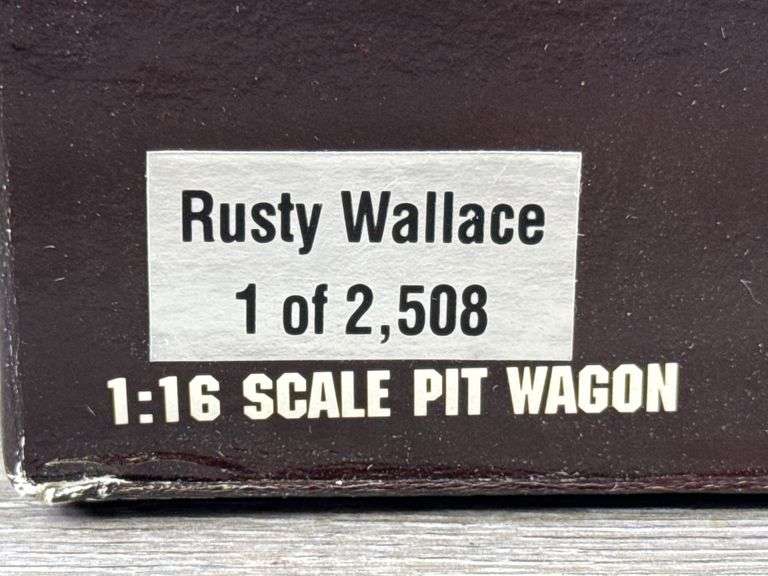 Rusty Wallace
1 of 2,508
1:16 SCALE PIT WAGON